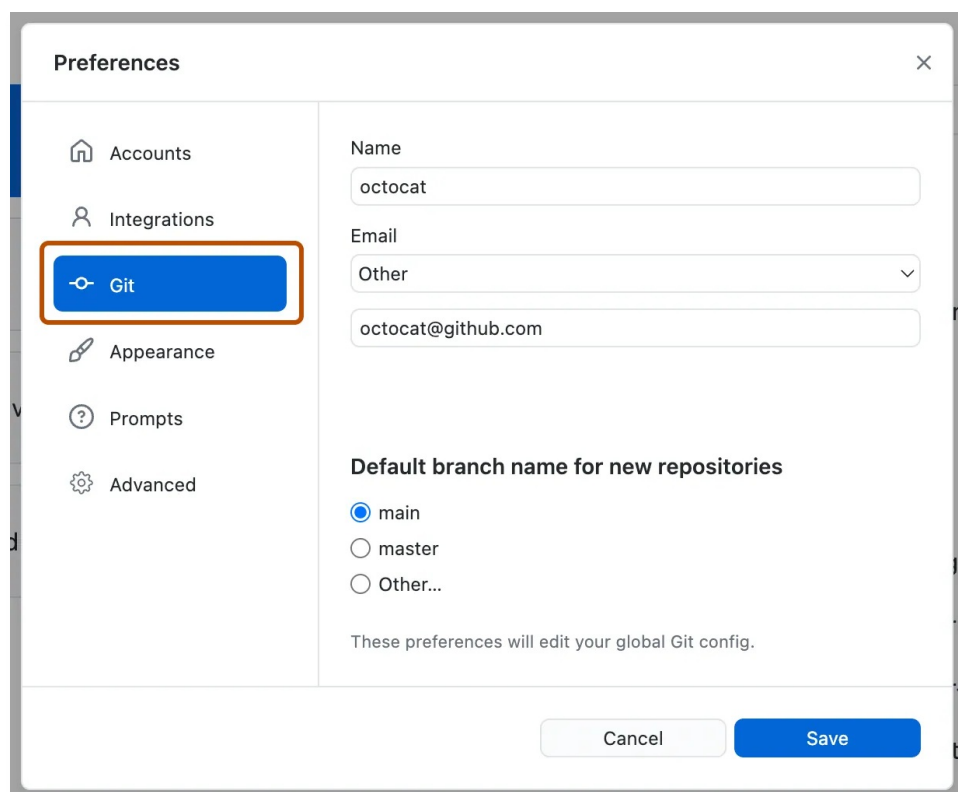 Preferences
Accounts
Integrations
Git
Appearance
Prompts
Advanced
Name
octocat
Email
Other
octocat@github.com
Default branch name for new repositories
main
master
Other...
These preferences will edit your global Git config.
Cancel
Save